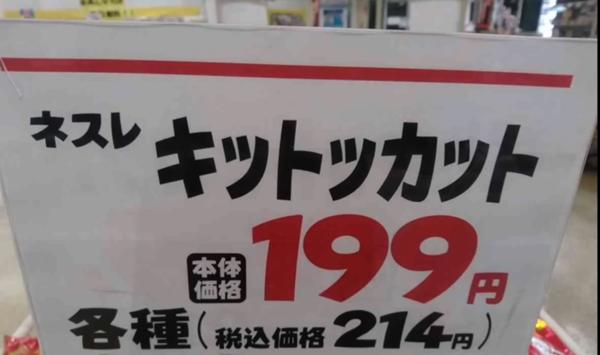 ネスレ キットッカット
本体価格 199円
各種(税込価格 214円)